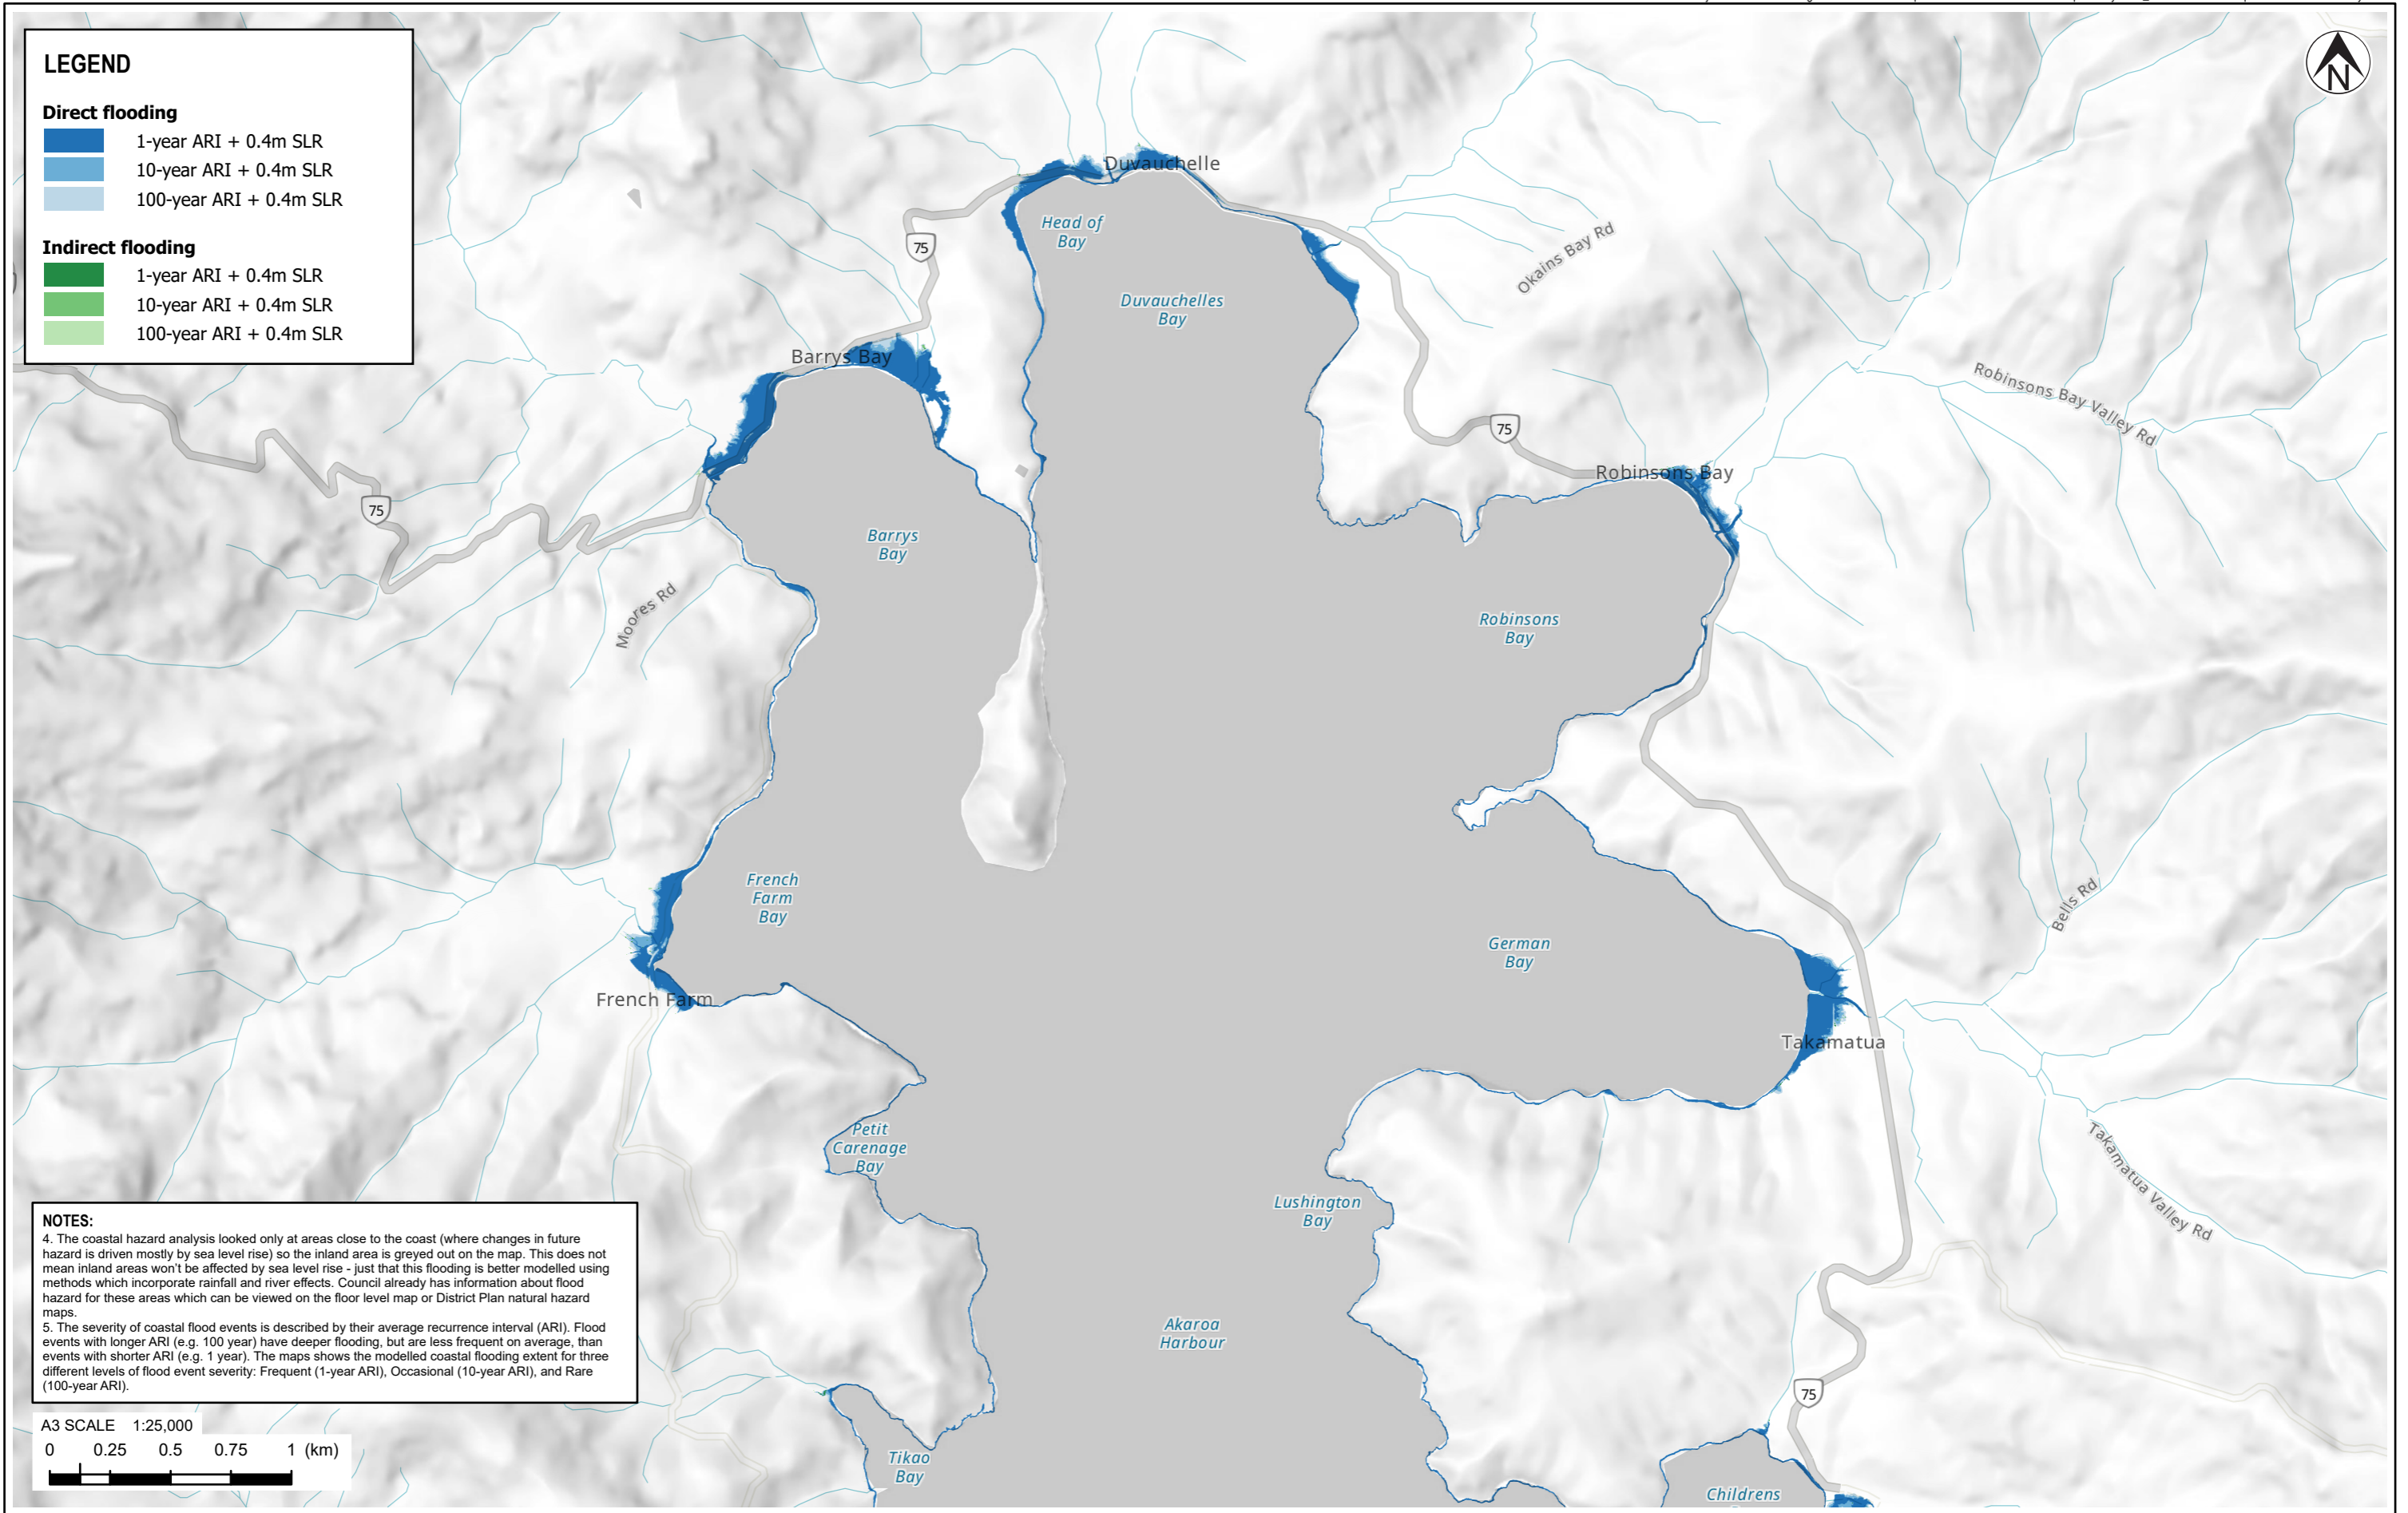 LEGEND
Direct flooding
1-year ARI + 0.4m SLR
10-year ARI + 0.4m SLR
100-year ARI + 0.4m SLR
Indirect flooding
1-year ARI + 0.4m SLR
10-year ARI + 0.4m SLR
100-year ARI + 0.4m SLR
N
Duvauchelle
Head of
Bay
75
Okains Bay Rd
Duvauchelles
Bay
Barrys Bay
Robinsons Bay Valley Rd
75
Robinsons Bay
75
Barrys
Bay
Moores Rd
Robinsons
Bay
French
Farm
Bay
Bells Rd
German
Bay
French Farm
Takamatua
Petit
Carenage
Bay
Takamatua Valley Rd
Lushington
Bay
Akaroa
Harbour
75
Tikao
Bay
Childrens
NOTES:
4. The coastal hazard analysis looked only at areas close to the coast (where changes in future
hazard is driven mostly by sea level rise) so the inland area is greyed out on the map. This does not
mean inland areas won't be affected by sea level rise - just that this flooding is better modelled using
methods which incorporate rainfall and river effects. Council already has information about flood
hazard for these areas which can be viewed on the floor level map or District Plan natural hazard
maps.
5. The severity of coastal flood events is described by their average recurrence interval (ARI). Flood
events with longer ARI (e.g. 100 year) have deeper flooding, but are less frequent on average, than
events with shorter ARI (e.g. 1 year). The maps shows the modelled coastal flooding extent for three
different levels of flood event severity: Frequent (1-year ARI), Occasional (10-year ARI), and Rare
(100-year ARI).
A3 SCALE 1:25,000
0 0.25 0.5 0.75 1 (km)